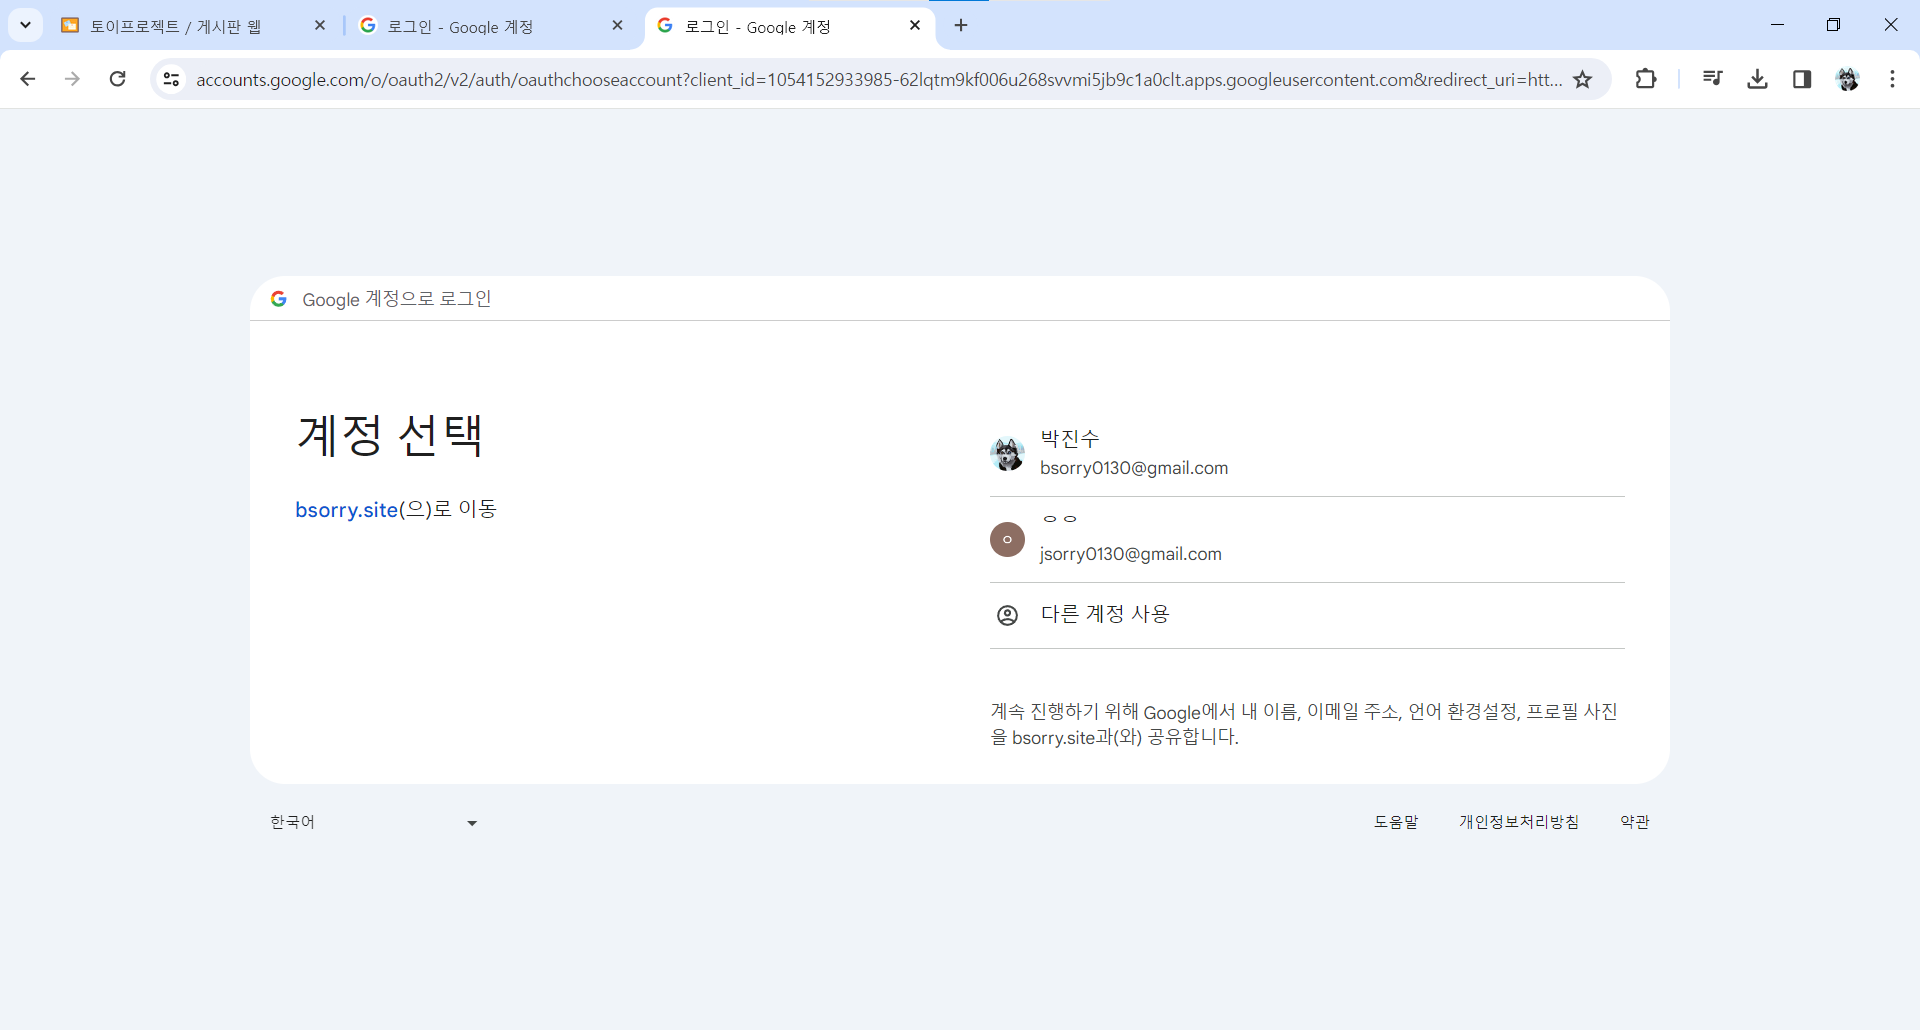 토이프로젝트 / 게시판 웹
로그인 - Google 계정
로그인 - Google 계정
accounts.google.com/o/oauth2/v2/auth/oauthchooseaccount?client_id=1054152933985-62lqtm9kf006u268svvmi5jb9c1a0clt.apps.googleusercontent.com&redirect_uri=htt...
Google 계정으로 로그인
계정 선택
bsorry.site(으)로 이동
박진수
bsorry0130@gmail.com
ㅇㅇ
ㅇ
jsorry0130@gmail.com
다른 계정 사용
계속 진행하기 위해 Google에서 내 이름, 이메일 주소, 언어 환경설정, 프로필 사진
을 bsorry.site과(와) 공유합니다.
한국어
도움말 개인정보처리방침 약관